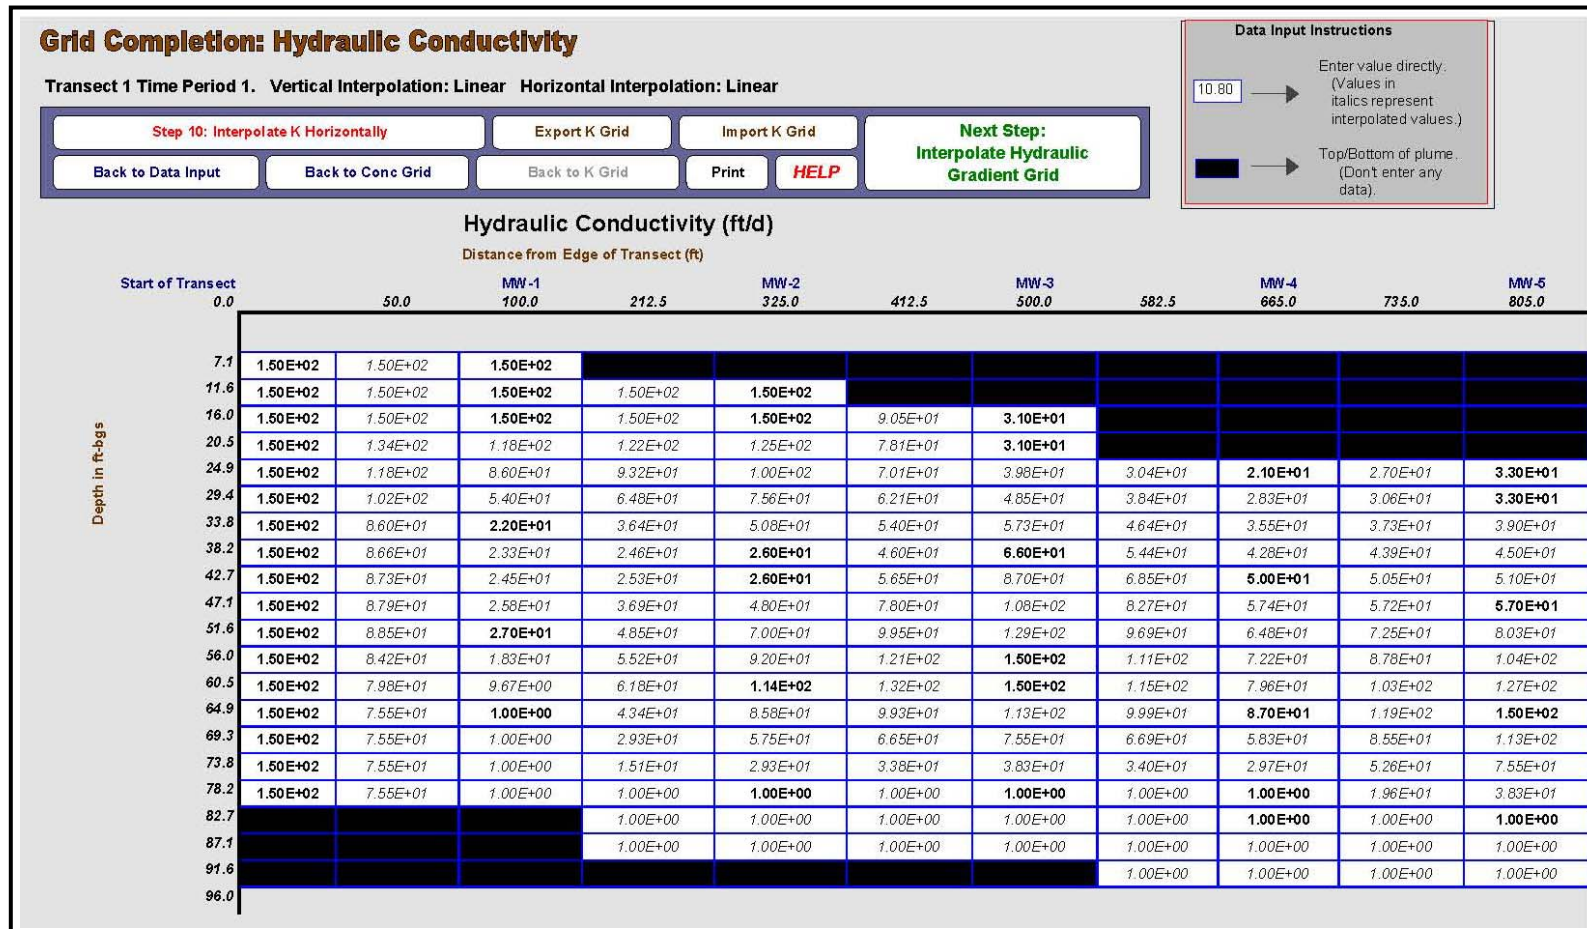 Grid Completion: Hydraulic Conductivity
Transect 1 Time Period 1. Vertical Interpolation: Linear Horizontal Interpolation: Linear
Step 10: Interpolate K Horizontally
Export K Grid
Import K Grid
Next Step:
Interpolate Hydraulic
Gradient Grid
Back to Data Input
Back to Conc Grid
Back to K Grid
Print
HELP
Data Input Instructions
10.80
Enter value directly.
(Values in
italics represent
interpolated values.)
Top/Bottom of plume.
(Don't enter any
data).
Hydraulic Conductivity (ft/d)
Distance from Edge of Transect (ft)
Start of Transect MW-1 MW-2 MW-3 MW-4 MW-5
0.0 50.0 100.0 212.5 325.0 412.5 500.0 582.5 665.0 735.0 805.0
Depth in ft-bgs
7.1 1.50E+02 1.50E+02 1.50E+02
11.6 1.50E+02 1.50E+02 1.50E+02 1.50E+02 1.50E+02
16.0 1.50E+02 1.50E+02 1.50E+02 1.50E+02 1.50E+02 9.05E+01 3.10E+01
20.5 1.50E+02 1.34E+02 1.18E+02 1.22E+02 1.25E+02 7.81E+01 3.10E+01
24.9 1.50E+02 1.18E+02 8.60E+01 9.32E+01 1.00E+02 7.01E+01 3.98E+01 3.04E+01 2.10E+01 2.70E+01 3.30E+01
29.4 1.50E+02 1.02E+02 5.40E+01 6.48E+01 7.56E+01 6.21E+01 4.85E+01 3.84E+01 2.83E+01 3.06E+01 3.30E+01
33.8 1.50E+02 8.60E+01 2.20E+01 3.64E+01 5.08E+01 5.40E+01 5.73E+01 4.64E+01 3.55E+01 3.73E+01 3.90E+01
38.2 1.50E+02 8.66E+01 2.33E+01 2.46E+01 2.60E+01 4.60E+01 6.60E+01 5.44E+01 4.28E+01 4.39E+01 4.50E+01
42.7 1.50E+02 8.73E+01 2.45E+01 2.53E+01 2.60E+01 5.65E+01 8.70E+01 6.85E+01 5.00E+01 5.05E+01 5.10E+01
47.1 1.50E+02 8.79E+01 2.58E+01 3.69E+01 4.80E+01 7.80E+01 1.08E+02 8.27E+01 5.74E+01 5.72E+01 5.70E+01
51.6 1.50E+02 8.85E+01 2.70E+01 4.85E+01 7.00E+01 9.95E+01 1.29E+02 9.69E+01 6.48E+01 7.25E+01 8.03E+01
56.0 1.50E+02 8.42E+01 1.83E+01 5.52E+01 9.20E+01 1.21E+02 1.50E+02 1.11E+02 7.22E+01 8.78E+01 1.04E+02
60.5 1.50E+02 7.98E+01 9.67E+00 6.18E+01 1.14E+02 1.32E+02 1.50E+02 1.15E+02 7.96E+01 1.03E+02 1.27E+02
64.9 1.50E+02 7.55E+01 1.00E+00 4.34E+01 8.58E+01 9.93E+01 1.13E+02 9.99E+01 8.70E+01 1.19E+02 1.50E+02
69.3 1.50E+02 7.55E+01 1.00E+00 2.93E+01 5.75E+01 6.65E+01 7.55E+01 6.69E+01 5.83E+01 8.55E+01 1.13E+02
73.8 1.50E+02 7.55E+01 1.00E+00 1.51E+01 2.93E+01 3.38E+01 3.83E+01 3.40E+01 2.97E+01 5.26E+01 7.55E+01
78.2 1.50E+02 7.55E+01 1.00E+00 1.00E+00 1.00E+00 1.00E+00 1.00E+00 1.00E+00 1.00E+00 1.96E+01 3.83E+01
82.7 1.00E+00 1.00E+00 1.00E+00 1.00E+00 1.00E+00 1.00E+00 1.00E+00 1.00E+00
87.1 1.00E+00 1.00E+00 1.00E+00 1.00E+00 1.00E+00 1.00E+00 1.00E+00 1.00E+00
91.6 1.00E+00 1.00E+00 1.00E+00 1.00E+00
96.0